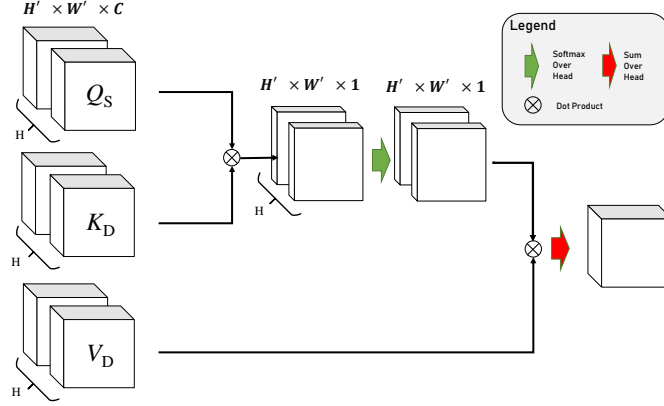 H′ × W′ × C
Q_S
H
K_D
H
V_D
H
H′ × W′ × 1
H
H′ × W′ × 1
Legend
Softmax
Over
Head
Sum
Over
Head
Dot Product